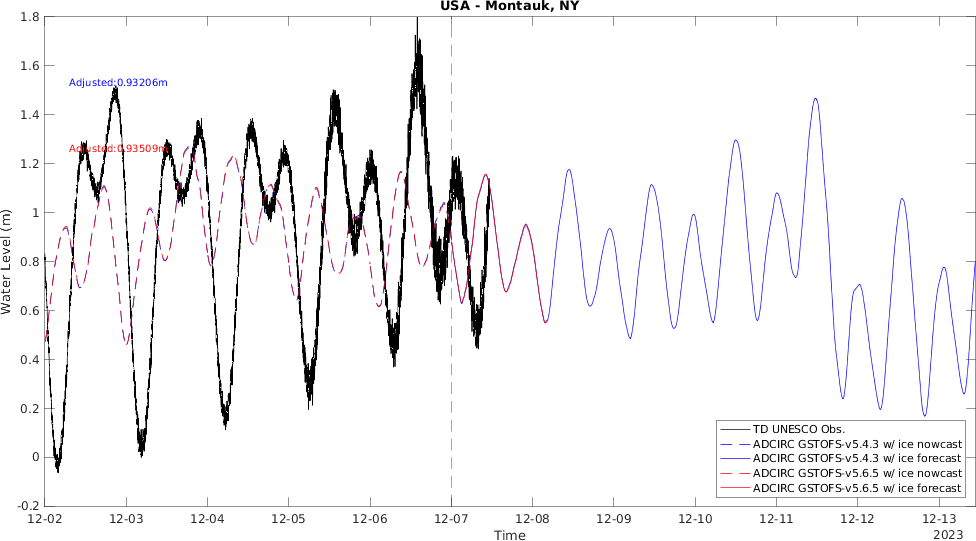 USA - Montauk, NY
1.8
1.6
1.4
1.2
1
0.8
0.6
0.4
0.2
0
-0.2
Water Level (m)
Adjusted:0.93206m
Adjusted:0.93509m
TD UNESCO Obs.
ADCIRC GSTOFS-v5.4.3 w/ ice nowcast
ADCIRC GSTOFS-v5.4.3 w/ ice forecast
ADCIRC GSTOFS-v5.6.5 w/ ice nowcast
ADCIRC GSTOFS-v5.6.5 w/ ice forecast
12-02 12-03 12-04 12-05 12-06 12-07 12-08 12-09 12-10 12-11 12-12 12-13
Time
2023